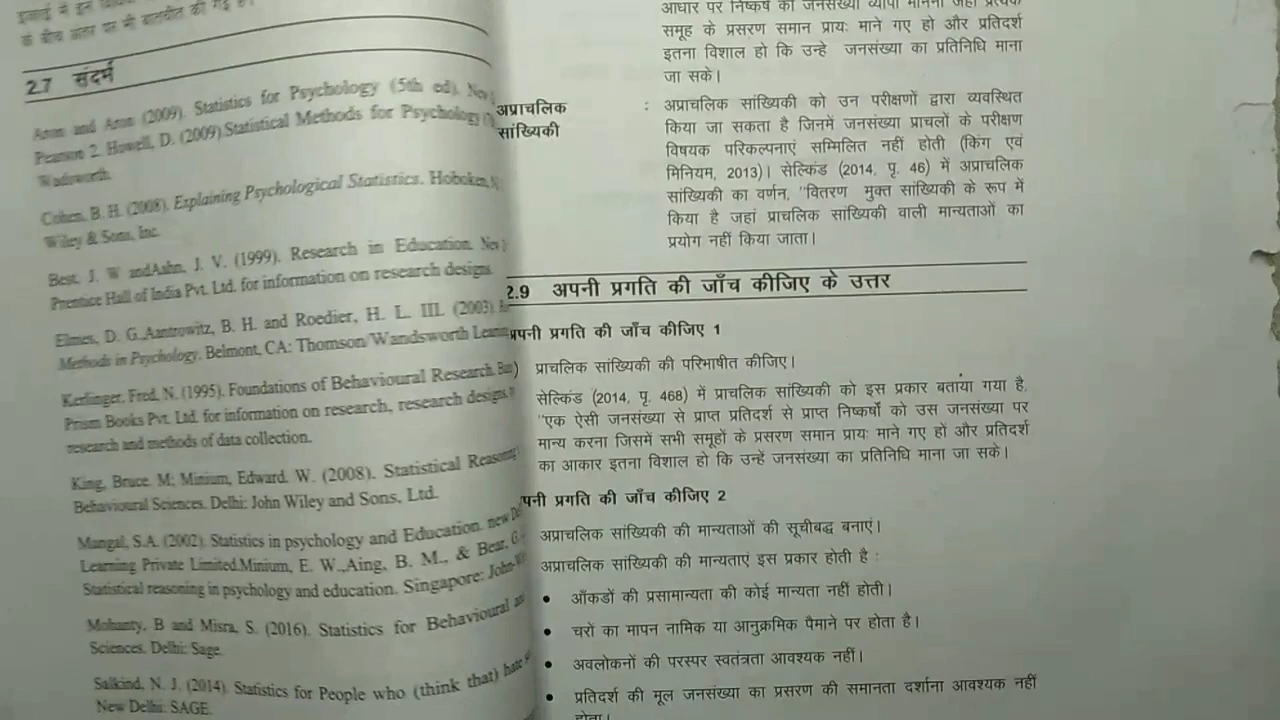 इकाई में इन
के बीच अंतर पर भी बातचीत की गई है।
2.7 संदर्भ
Aron and Aron (2009). Statistics for Psychology (5th ed). New
Pearson 2. Howell, D. (2009).Statistical Methods for Psychology
Wadsworth.
Cohen, B. H. (2008). Explaining Psychological Statistics. Hoboken, N
Wiley & Sons, Inc.
Best, J. W andAahn, J. V. (1999). Research in Education. New
Prentice Hall of India Pvt. Ltd. for information on research designs.
Elmes, D. G.,Aantrowitz, B. H. and Roedier, H. L. III. (2003).
Methods in Psychology. Belmont, CA: Thomson/Wandsworth
Kerlinger, Fred, N. (1995). Foundations of Behavioural Research.
Prism Books Pvt. Ltd. for information on research, research designs,
research and methods of data collection.
King, Bruce. M; Minium, Edward. W. (2008). Statistical
Behavioural Sciences. Delhi: John Wiley and Sons, Ltd.
Mangal, S.A. (2002). Statistics in psychology and Education. new
Learning Private Limited.Minium, E. W.,Aing, B. M., & Bear, G.
Statistical reasoning in psychology and education. Singapore: John
Mohanty, B and Misra, S. (2016). Statistics for Behavioural
Sciences. Delhi: Sage.
Salkind, N. J. (2014). Statistics for People who (think that) hate
New Delhi: SAGE.
आधार पर निष्कर्ष को जनसंख्या व्यापी मानना जहां प्रत्येक
समूह के प्रसरण समान प्रायः माने गए हो और प्रतिदर्श
इतना विशाल हो कि उन्हे जनसंख्या का प्रतिनिधि माना
जा सके।
अप्राचलिक : अप्राचलिक सांख्यिकी को उन परीक्षणों द्वारा व्यवस्थित
सांख्यिकी किया जा सकता है जिनमें जनसंख्या प्राचलों के परीक्षण
विषयक परिकल्पनाएं सम्मिलित नहीं होती (किंग एवं
मिनियम, 2013)। सेल्किंड (2014, पृ. 46) में अप्राचलिक
सांख्यिकी का वर्णन, "वितरण मुक्त सांख्यिकी के रूप में
किया है जहां प्राचलिक सांख्यिकी वाली मान्यताओं का
प्रयोग नहीं किया जाता।
2.9 अपनी प्रगति की जाँच कीजिए के उत्तर
अपनी प्रगति की जाँच कीजिए 1
) प्राचलिक सांख्यिकी की परिभाषीत कीजिए।
सेल्किंड (2014, पृ. 468) में प्राचलिक सांख्यिकी को इस प्रकार बताया गया है,
"एक ऐसी जनसंख्या से प्राप्त प्रतिदर्श से प्राप्त निष्कर्षों को उस जनसंख्या पर
मान्य करना जिसमें सभी समूहों के प्रसरण समान प्रायः माने गए हों और प्रतिदर्श
का आकार इतना विशाल हो कि उन्हें जनसंख्या का प्रतिनिधि माना जा सके।
पनी प्रगति की जाँच कीजिए 2
अप्राचलिक सांख्यिकी की मान्यताओं की सूचीबद्ध बनाएं।
अप्राचलिक सांख्यिकी की मान्यताएं इस प्रकार होती है :
• आँकडों की प्रसामान्यता की कोई मान्यता नहीं होती।
• चरों का मापन नामिक या आनुक्रमिक पैमाने पर होता है।
• अवलोकनों की परस्पर स्वतंत्रता आवश्यक नहीं।
• प्रतिदर्श की मूल जनसंख्या का प्रसरण की समानता दर्शाना आवश्यक नहीं
होता।